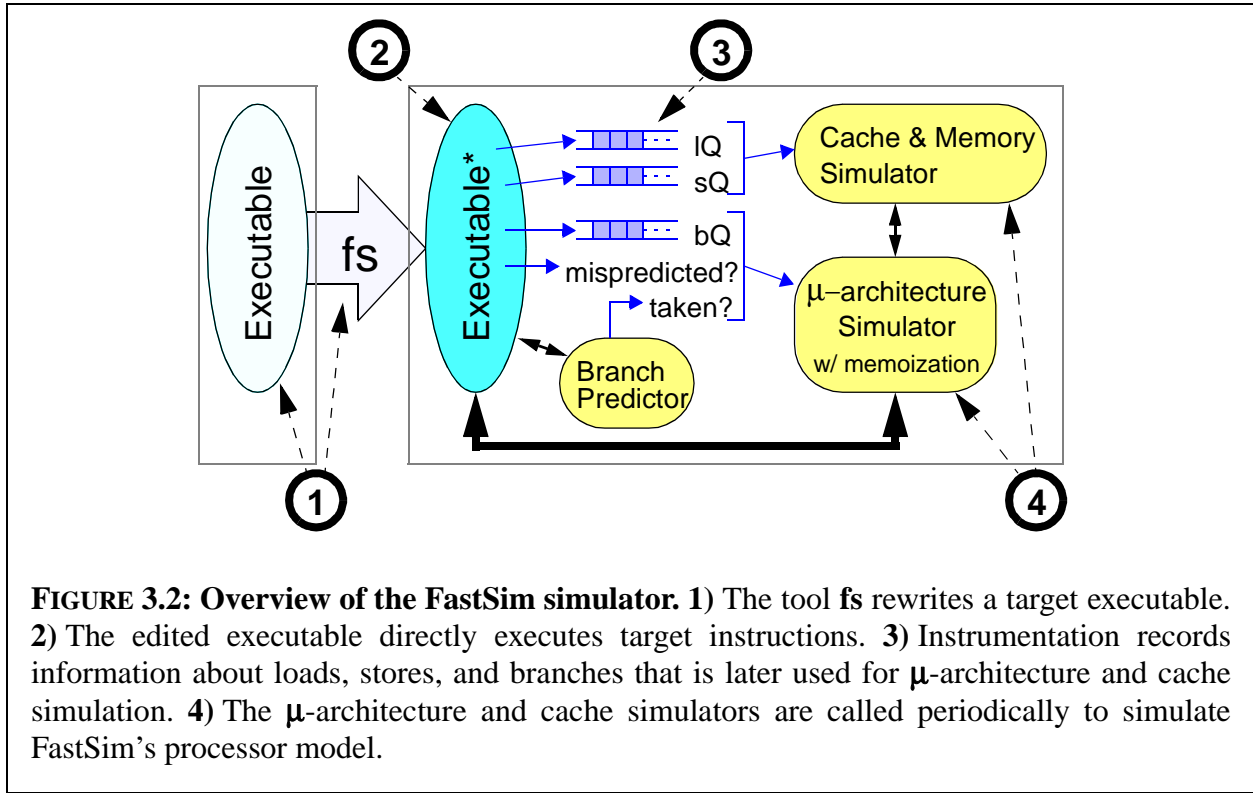 2
3
Executable
fs
Executable*
lQ
sQ
bQ
mispredicted?
taken?
Branch
Predictor
Cache & Memory
Simulator
μ–architecture
Simulator
w/ memoization
1
4
FIGURE 3.2: Overview of the FastSim simulator. 1) The tool fs rewrites a target executable.
2) The edited executable directly executes target instructions. 3) Instrumentation records
information about loads, stores, and branches that is later used for μ-architecture and cache
simulation. 4) The μ-architecture and cache simulators are called periodically to simulate
FastSim's processor model.